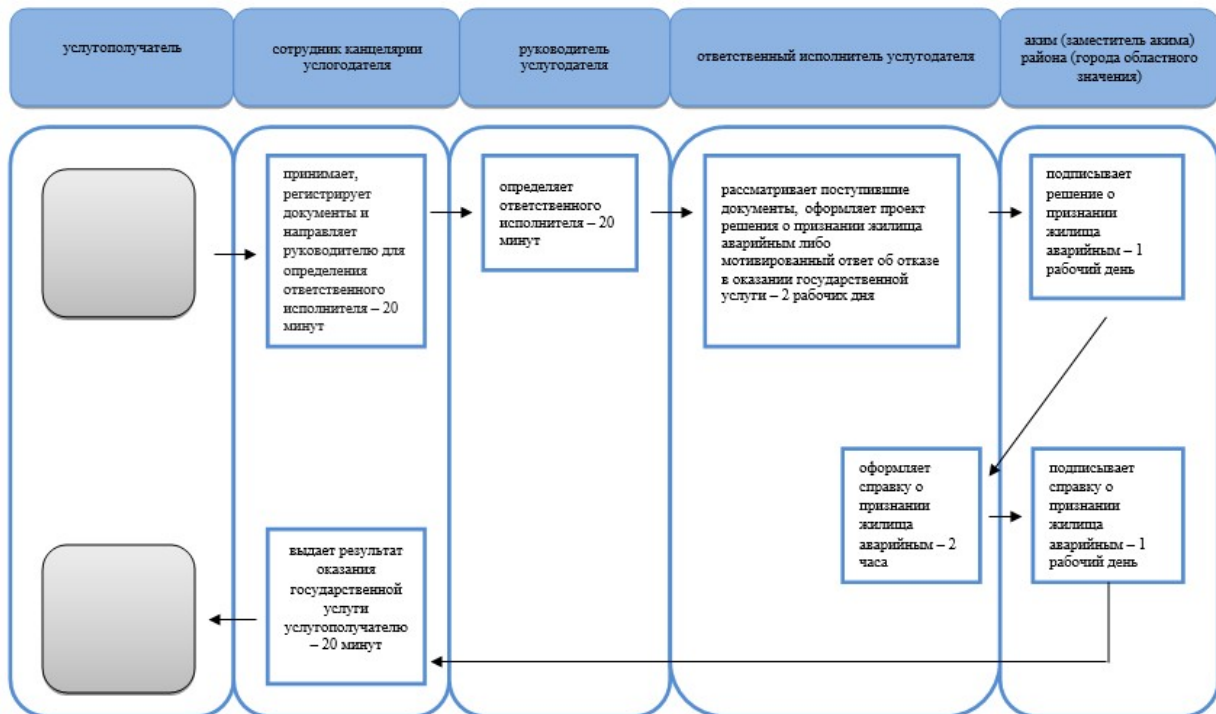 услугополучатель
сотрудник канцелярии
услогодателя
руководитель
услугодателя
ответственный исполнитель услугодателя
аким (заместитель акима)
района (города областного
значения)
принимает,
регистрирует
документы и
направляет
руководителю для
определения
ответственного
исполнителя – 20
минут
определяет
ответственного
исполнителя – 20
минут
рассматривает поступившие
документы, оформляет проект
решения о признании жилища
аварийным либо
мотивированный ответ об отказе
в оказании государственной
услуги – 2 рабочих дня
подписывает
решение о
признании
жилища
аварийным – 1
рабочий день
оформляет
справку о
признании
жилища
аварийным – 2
часа
подписывает
справку о
признании
жилища
аварийным – 1
рабочий день
выдает результат
оказания
государственной
услуги
услугополучателю
– 20 минут